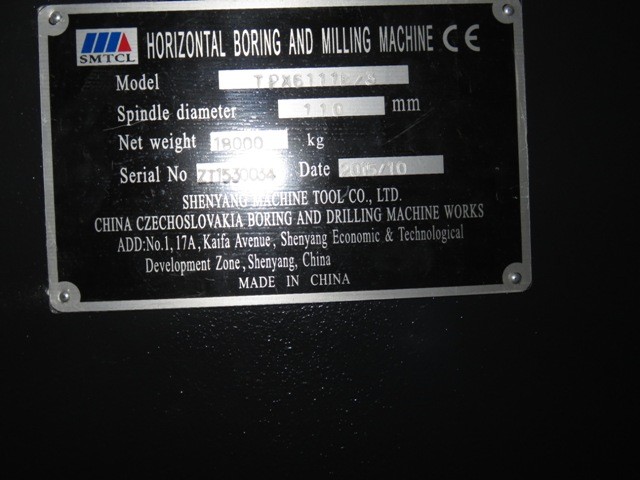 SMTCL HORIZONTAL BORING AND MILLING MACHINE CE
Model
Spindle diameter 110 mm
Net weight 18000 kg
Serial No ZT1530034 Date
SHENYANG MACHINE TOOL CO., LTD.
CHINA CZECHOSLOVAKIA BORING AND DRILLING MACHINE WORKS
ADD:No.1, 17A, Kaifa Avenue, Shenyang Economic & Technological
Development Zone, Shenyang, China
MADE IN CHINA